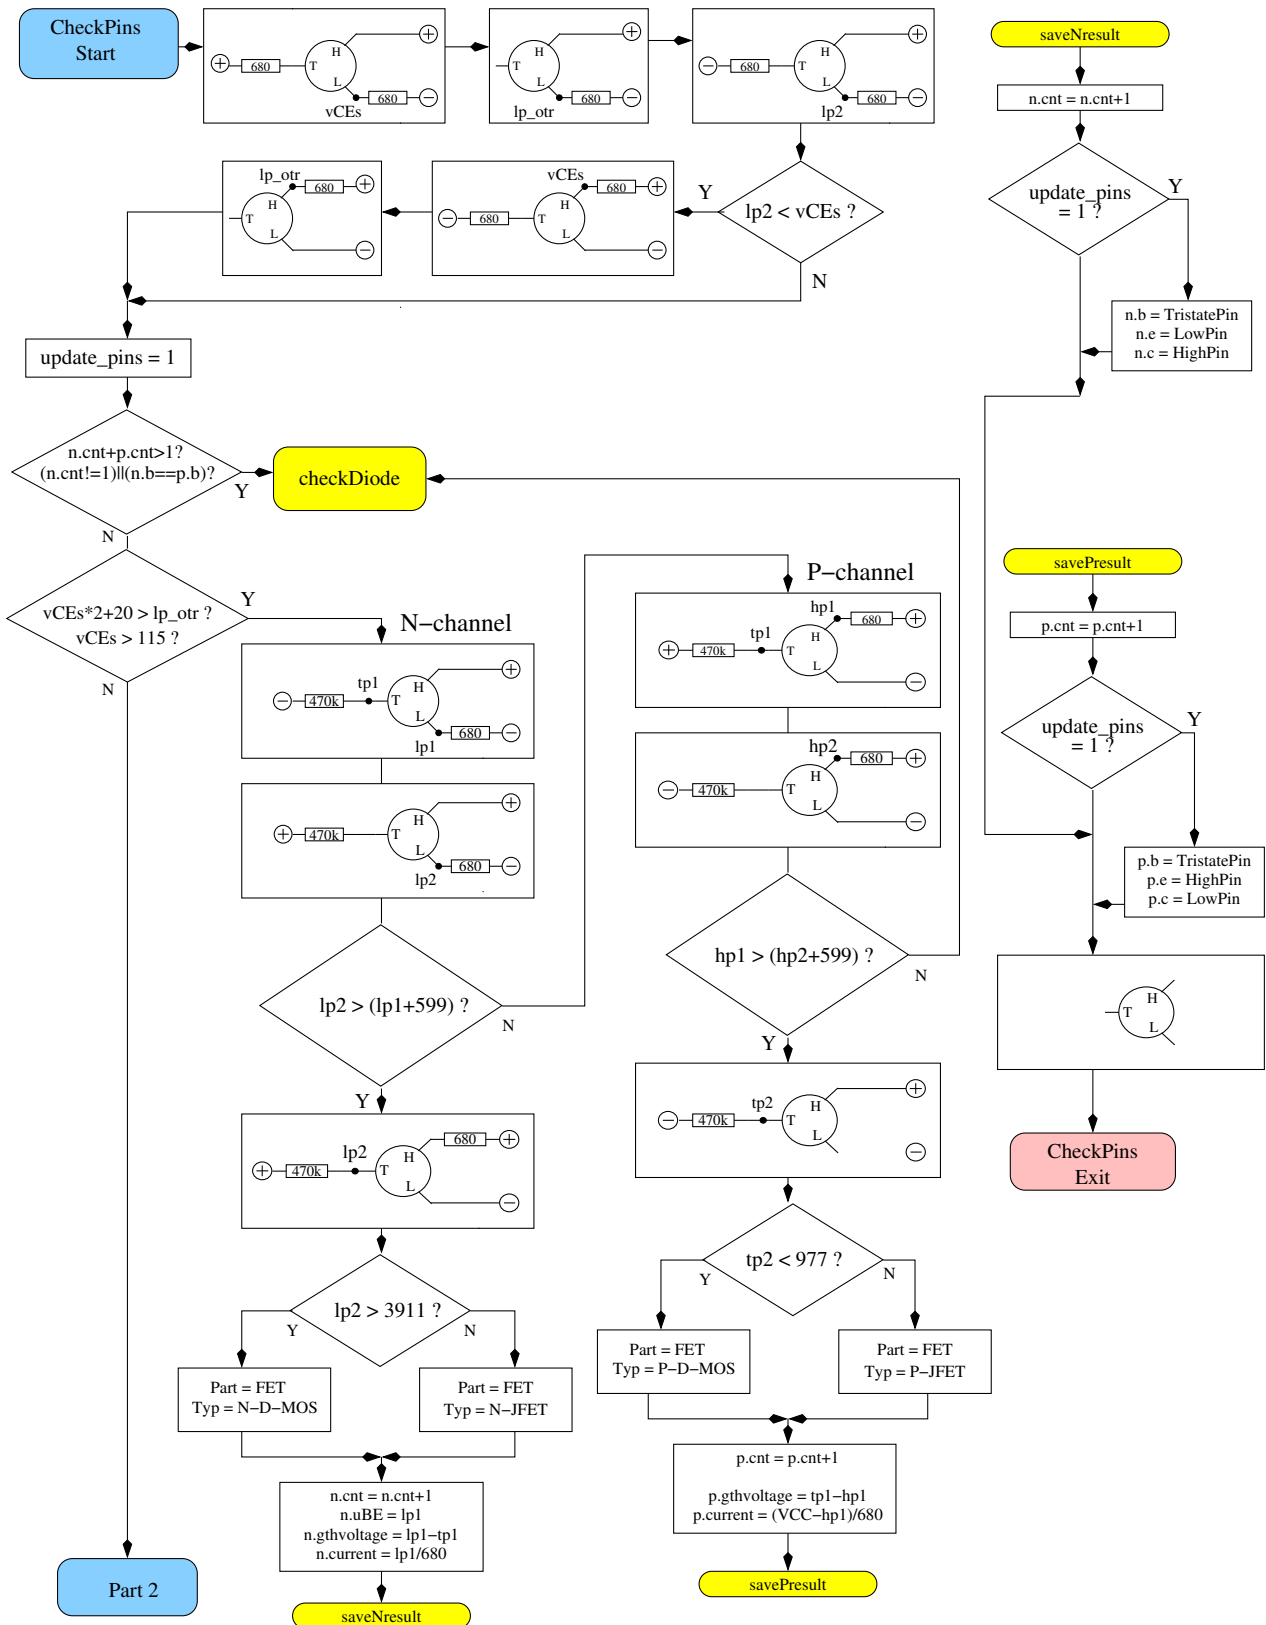 CheckPins
Start
680
T
H
L
vCEs
680
T
H
L
lp_otr
680
680
T
H
L
lp2
680
lp2 < vCEs ?
Y
N
vCEs
680
680
T
H
L
lp_otr
680
T
H
L
update_pins = 1
n.cnt+p.cnt>1?
(n.cnt!=1)||(n.b==p.b)?
Y
N
checkDiode
vCEs*2+20 > lp_otr ?
vCEs > 115 ?
Y
N
Part 2
N−channel
tp1
470k
T
H
L
680
lp1
470k
T
H
L
680
lp2
lp2 > (lp1+599) ?
N
Y
680
lp2
470k
T
H
L
lp2 > 3911 ?
Y
N
Part = FET
Typ = N−D−MOS
Part = FET
Typ = N−JFET
n.cnt = n.cnt+1
n.uBE = lp1
n.gthvoltage = lp1−tp1
n.current = lp1/680
saveNresult
P−channel
hp1
680
tp1
470k
T
H
L
hp2
680
470k
T
H
L
hp1 > (hp2+599) ?
N
Y
tp2
470k
T
H
L
tp2 < 977 ?
Y
N
Part = FET
Typ = P−D−MOS
Part = FET
Typ = P−JFET
p.cnt = p.cnt+1
p.gthvoltage = tp1−hp1
p.current = (VCC−hp1)/680
savePresult
saveNresult
n.cnt = n.cnt+1
update_pins
= 1 ?
Y
n.b = TristatePin
n.e = LowPin
n.c = HighPin
savePresult
p.cnt = p.cnt+1
update_pins
= 1 ?
Y
p.b = TristatePin
p.e = HighPin
p.c = LowPin
T
H
L
CheckPins
Exit